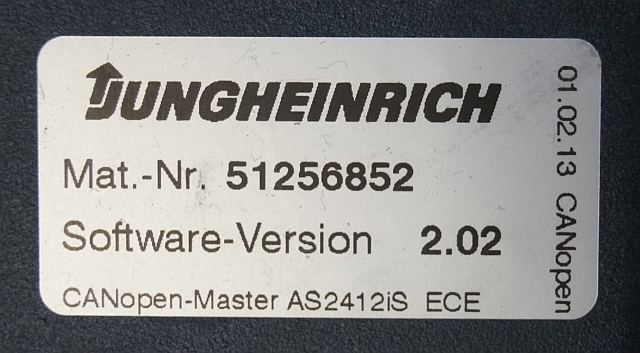 JUNGHEINRICH
Mat.-Nr. 51256852
Software-Version 2.02
CANopen-Master AS2412iS ECE
01.02.13 CANopen